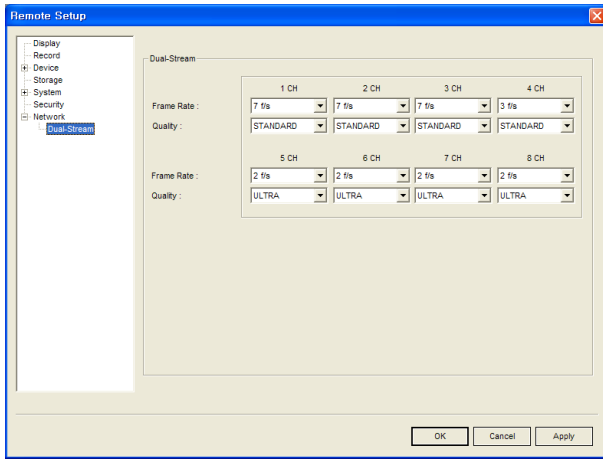 Remote Setup
Display
Record
Device
Storage
System
Security
Network
Dual-Stream
Dual-Stream
1 CH 2 CH 3 CH 4 CH
Frame Rate : 7 f/s 7 f/s 7 f/s 3 f/s
Quality : STANDARD STANDARD STANDARD STANDARD
5 CH 6 CH 7 CH 8 CH
Frame Rate : 2 f/s 2 f/s 2 f/s 2 f/s
Quality : ULTRA ULTRA ULTRA ULTRA
OK Cancel Apply